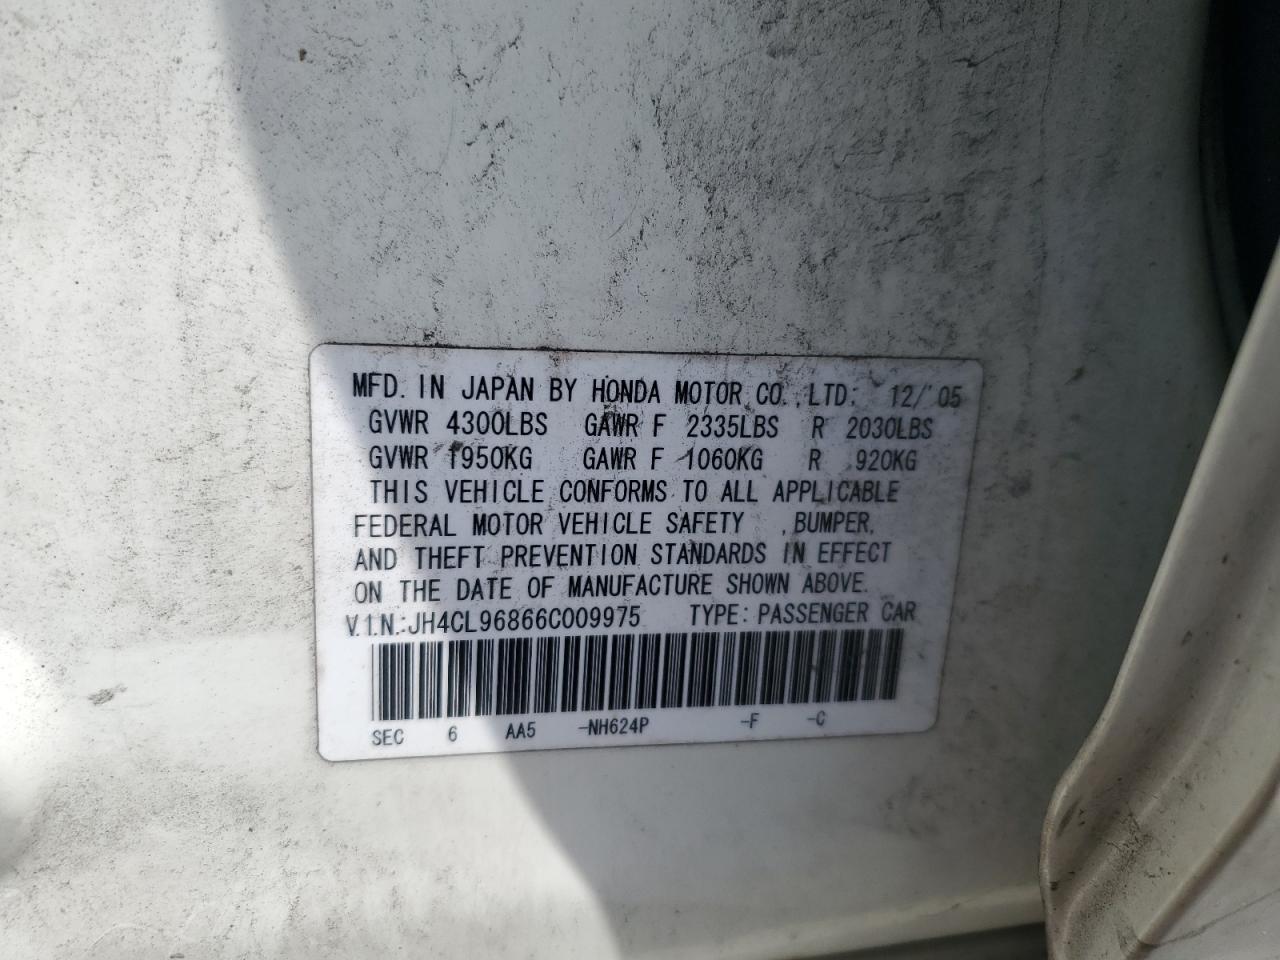 MFD. IN JAPAN BY HONDA MOTOR CO., LTD: 12/'05
GVWR 4300LBS GAWR F 2335LBS R 2030LBS
GVWR 1950KG GAWR F 1060KG R 920KG
THIS VEHICLE CONFORMS TO ALL APPLICABLE
FEDERAL MOTOR VEHICLE SAFETY , BUMPER,
AND THEFT PREVENTION STANDARDS IN EFFECT
ON THE DATE OF MANUFACTURE SHOWN ABOVE.
V.I.N.:JH4CL96866C009975 TYPE: PASSENGER CAR
SEC 6 AA5 -NH624P -F -C